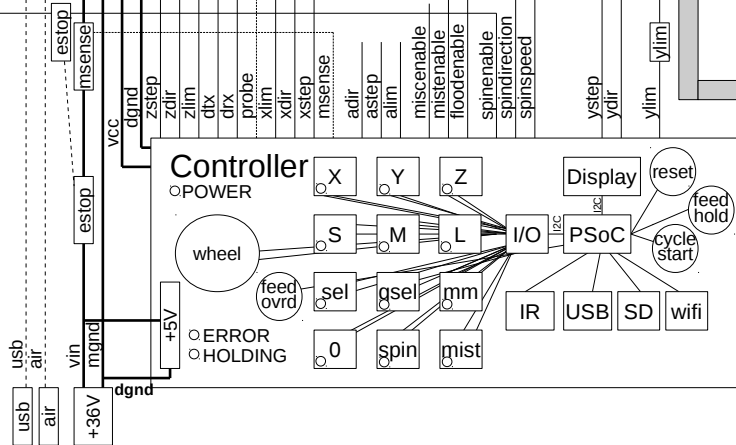 estop
msense
vcc
dgnd
zstep
zdir
zlim
dtx
drx
probe
xlim
xdir
xstep
msense
adir
astep
alim
miscenable
mistenable
floodenable
spinenable
spindirection
spinspeed
ystep
ydir
ylim
ylim
Controller
POWER
X
Y
Z
Display
reset
I2C
feed
hold
estop
wheel
S
M
L
I/O
I2C
PSoC
cycle
start
feed
ovrd
sel
gsel
mm
IR
USB
SD
wifi
+5V
ERROR
HOLDING
0
spin
mist
usb
air
vin
mgnd
dgnd
usb
air
+36V